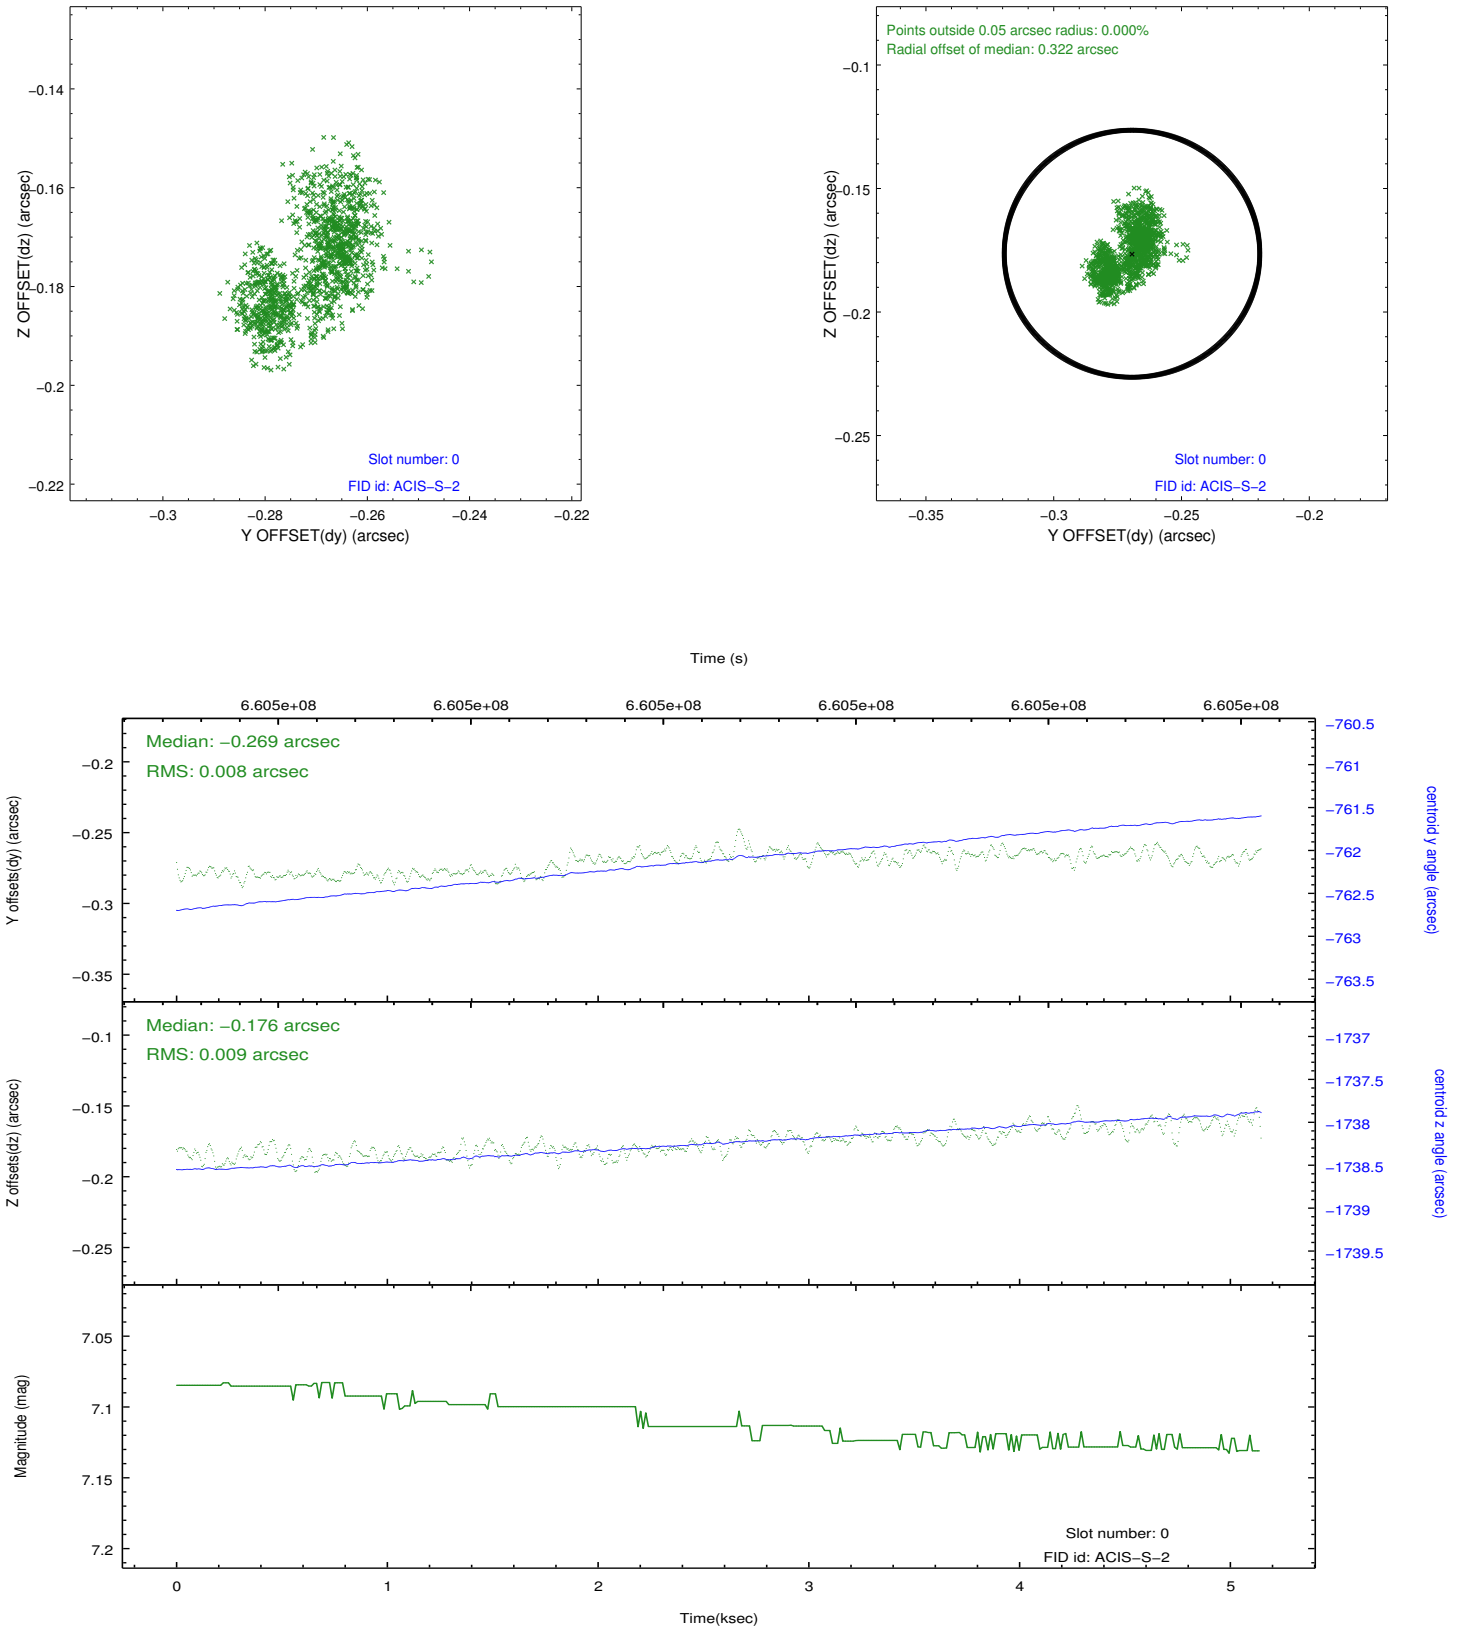 −0.14
−0.16
−0.18
−0.2
−0.22
Z OFFSET(dz) (arcsec)
Slot number: 0
FID id: ACIS−S−2
−0.3
−0.28
−0.26
−0.24
−0.22
Y OFFSET(dy) (arcsec)
Points outside 0.05 arcsec radius: 0.000%
Radial offset of median: 0.322 arcsec
−0.1
−0.15
−0.2
−0.25
Z OFFSET(dz) (arcsec)
Slot number: 0
FID id: ACIS−S−2
−0.35
−0.3
−0.25
−0.2
Y OFFSET(dy) (arcsec)
Time (s)
6.605e+08
6.605e+08
6.605e+08
6.605e+08
6.605e+08
6.605e+08
Median: −0.269 arcsec
RMS: 0.008 arcsec
−0.2
−0.25
−0.3
−0.35
Y offsets(dy) (arcsec)
−760.5
−761
−761.5
−762
−762.5
−763
−763.5
centroid y angle (arcsec)
Median: −0.176 arcsec
RMS: 0.009 arcsec
−0.1
−0.15
−0.2
−0.25
Z offsets(dz) (arcsec)
−1737
−1737.5
−1738
−1738.5
−1739
−1739.5
centroid z angle (arcsec)
7.05
7.1
7.15
7.2
Magnitude (mag)
Slot number: 0
FID id: ACIS−S−2
0
1
2
3
4
5
Time(ksec)